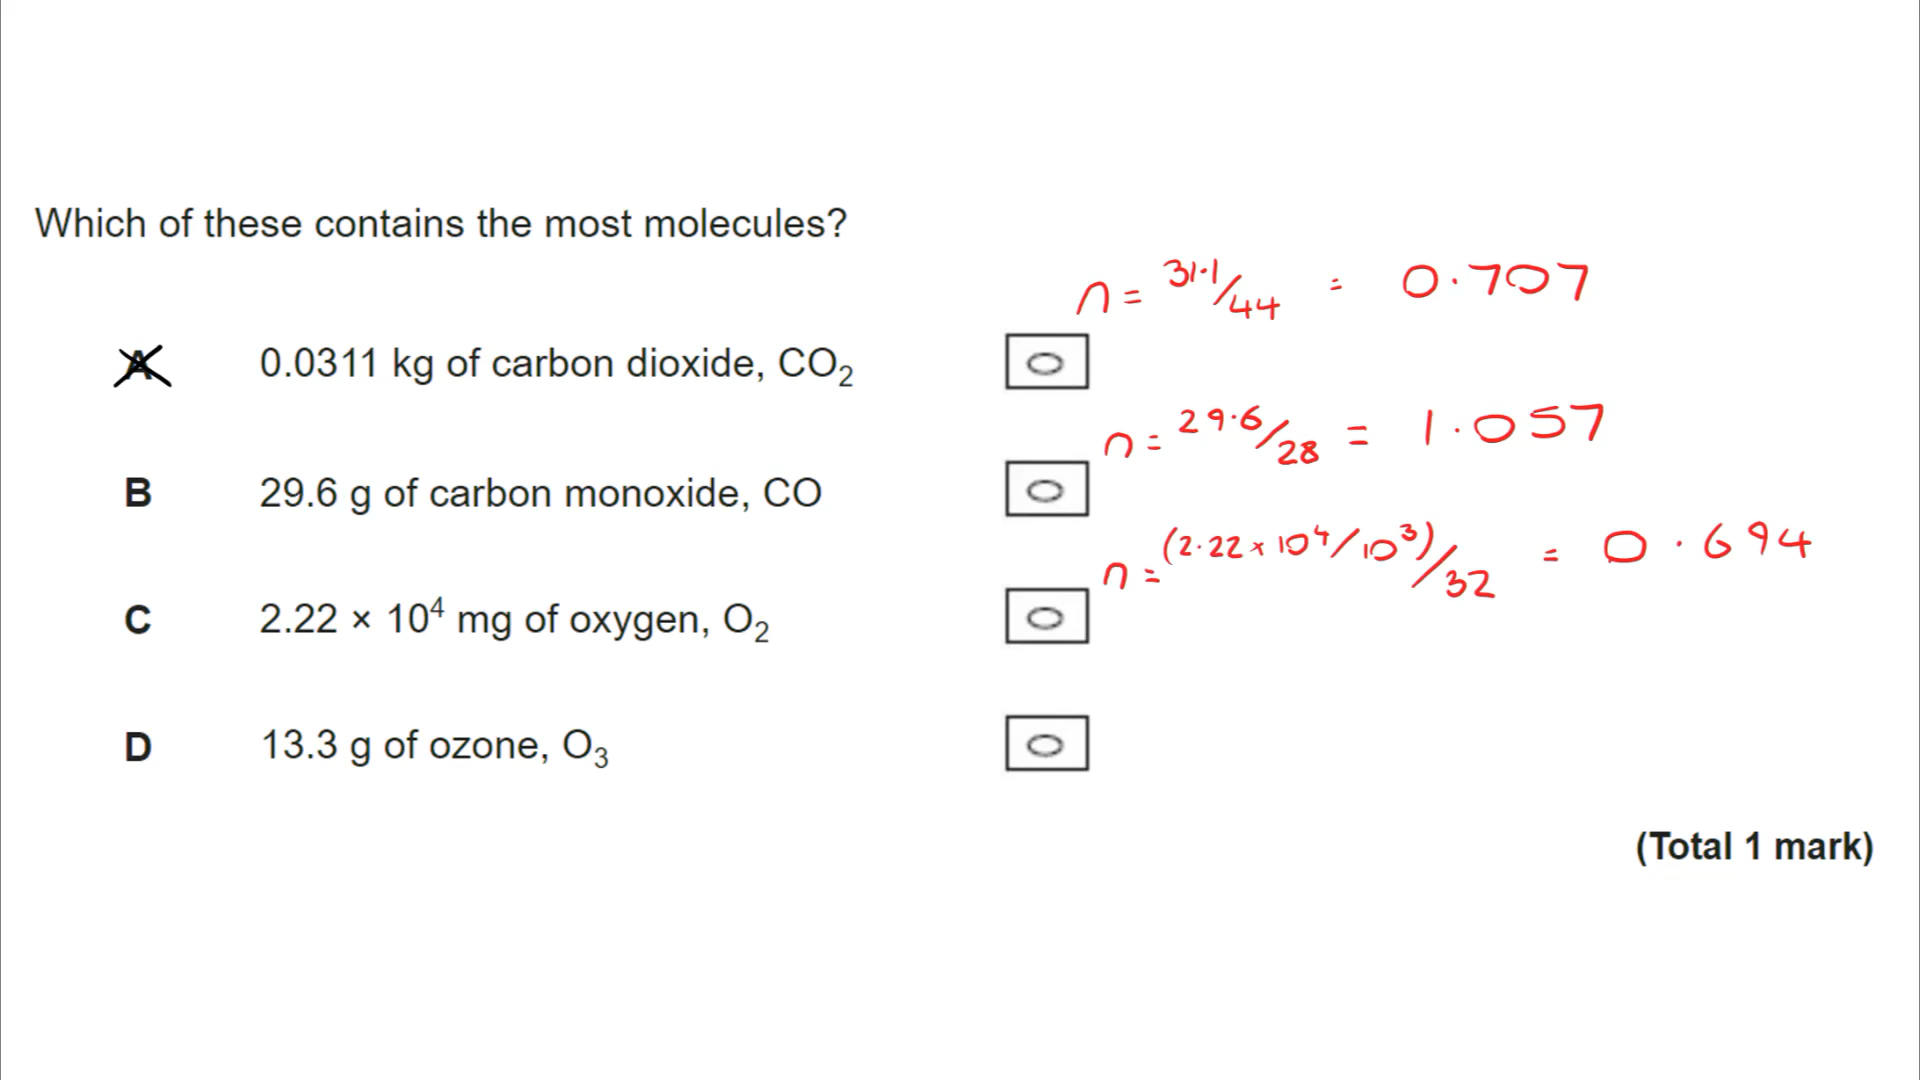 Which of these contains the most molecules?
n = 31.1/44 = 0.707
A 0.0311 kg of carbon dioxide, CO₂
n = 29.6/28 = 1.057
B 29.6 g of carbon monoxide, CO
n = (2.22 × 10⁴/10³)/32 = 0.694
C 2.22 × 10⁴ mg of oxygen, O₂
D 13.3 g of ozone, O₃
(Total 1 mark)